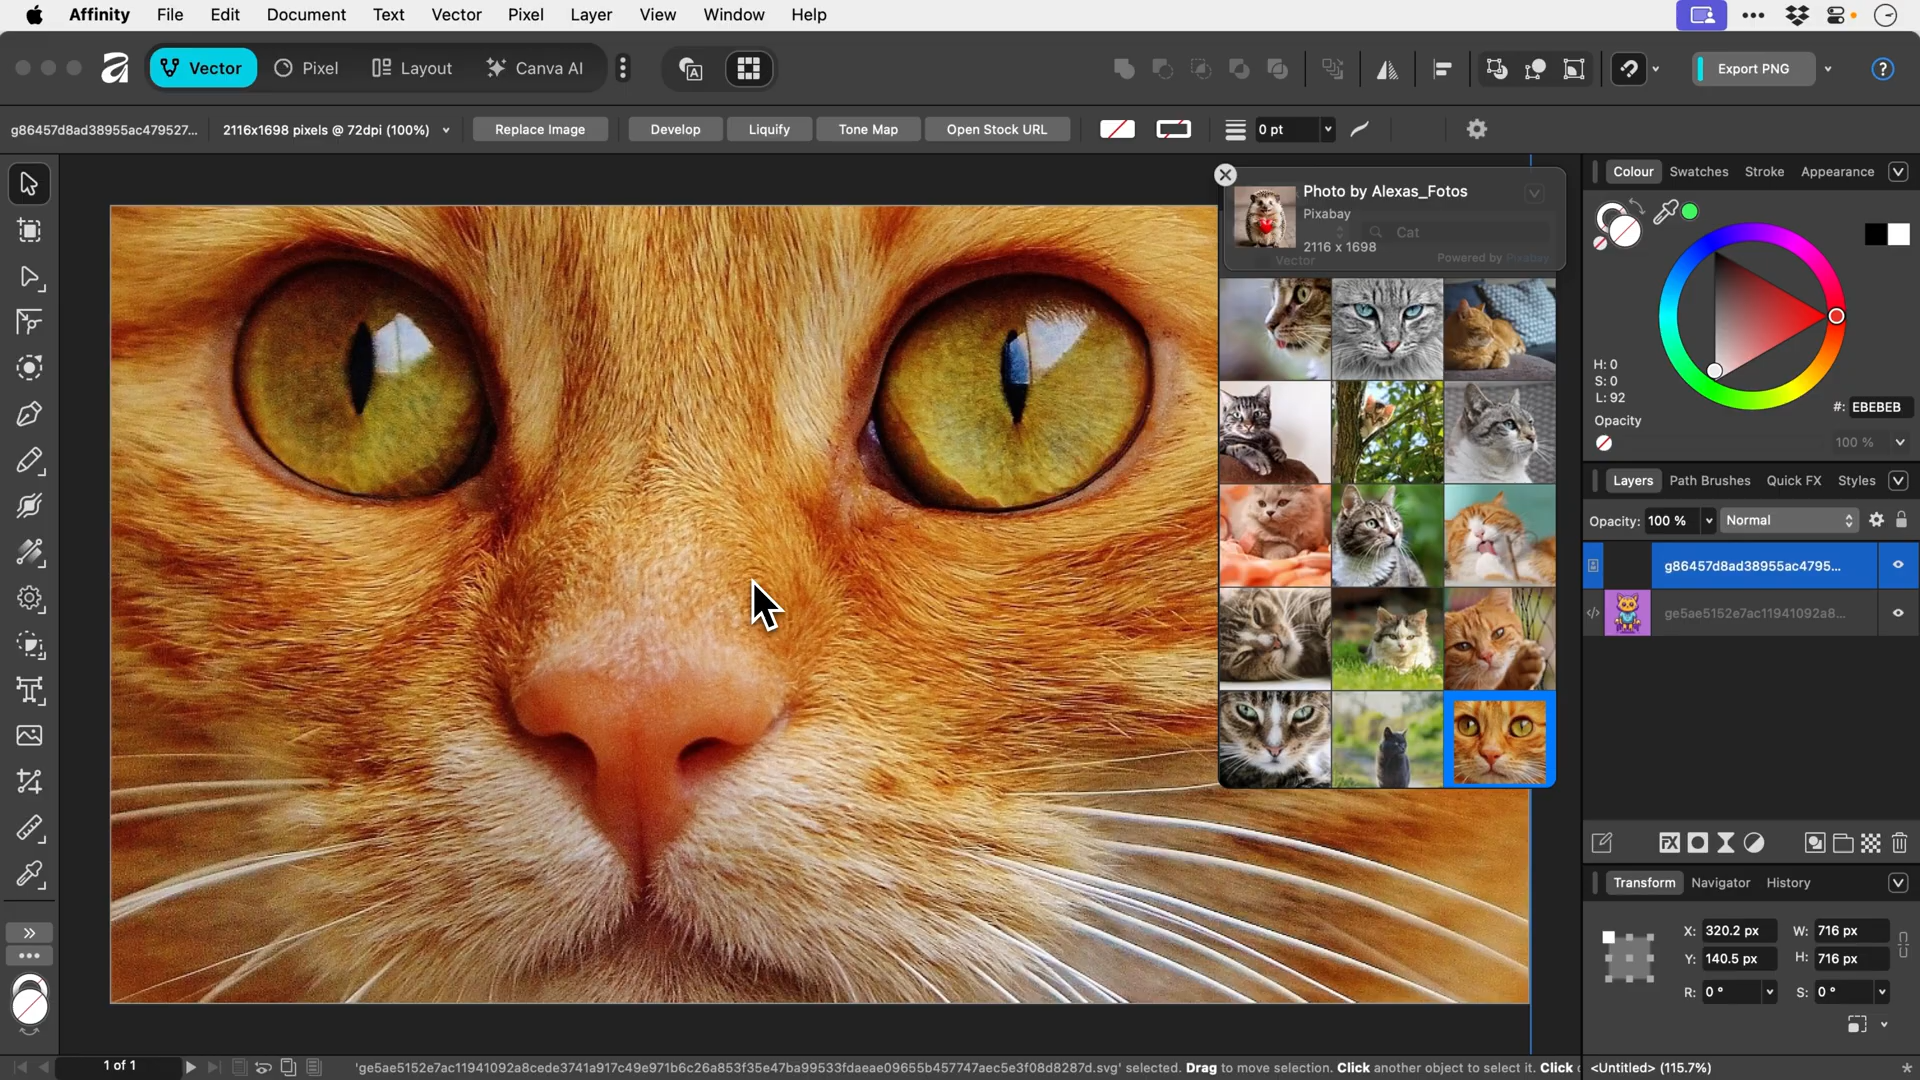 Affinity File Edit Document Text Vector Pixel Layer View Window Help
Vector Pixel Layout Canva AI Export PNG ?
g86457d8ad38955ac479527... 2116x1698 pixels @ 72dpi (100%) Replace Image Develop Liquify Tone Map Open Stock URL 0 pt
Photo by Alexas_Fotos
Pixabay
Cat
2116 x 1698
Vector Powered by Pixabay
Colour Swatches Stroke Appearance
H: 0
S: 0
L: 92
#: EBEBEB
Opacity
100 %
Layers Path Brushes Quick FX Styles
Opacity: 100 % Normal
g86457d8ad38955ac4795...
ge5ae5152e7ac11941092a8...
FX
Transform Navigator History
X: 320.2 px W: 716 px
Y: 140.5 px H: 716 px
R: 0 ° S: 0 °
1 of 1
'ge5ae5152e7ac11941092a8cede3741a917c49e971b6c26a853f35e47ba99533fdaeae09655b457747aec5e3f08d8287d.svg' selected. Drag to move selection. Click another object to select it. Click
<Untitled> (115.7%)